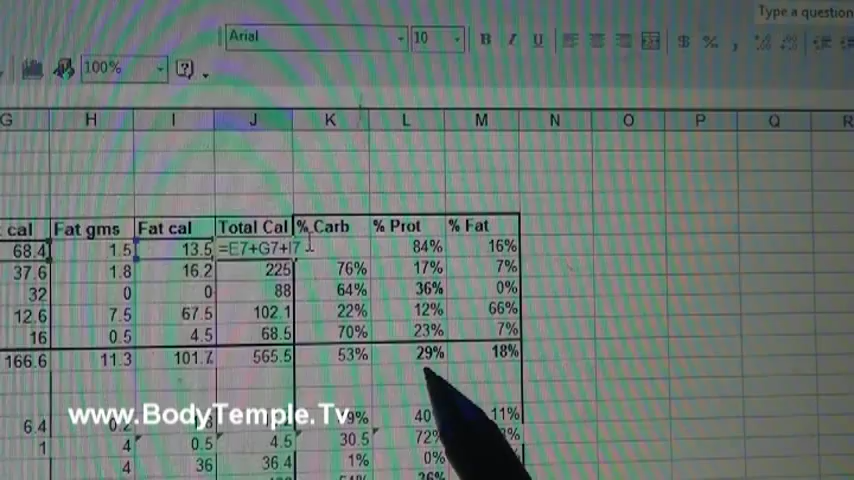 Type a question
Arial 10 B I U $ % ,
100%
G H I J K L M N O P Q R
cal Fat gms Fat cal Total Cal % Carb % Prot % Fat
68.4 1.5 13.5 =E7+G7+I7 84% 16%
37.6 1.8 16.2 225 76% 17% 7%
32 0 0 88 64% 36% 0%
12.6 7.5 67.5 102.1 22% 12% 66%
16 0.5 4.5 68.5 70% 23% 7%
166.6 11.3 101.7 565.5 53% 29% 18%
www.BodyTemple.Tv
6.4 0.2 9% 40 11%
1 4 0.5 4.5 30.5 72%
4 36 36.4 1% 0%
26%